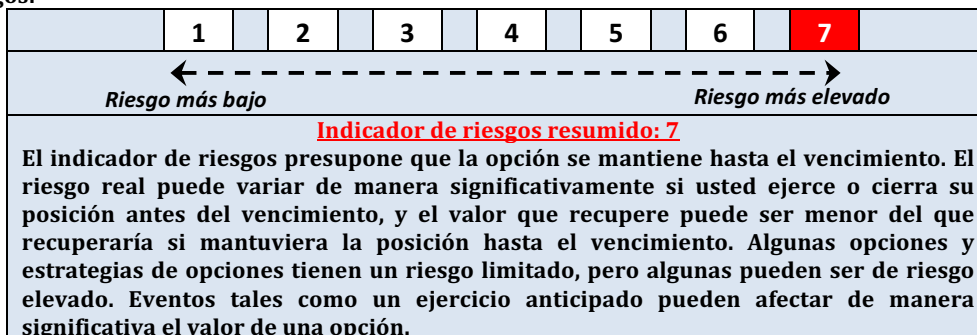 gos.
1 2 3 4 5 6 7
Riesgo más bajo Riesgo más elevado
Indicador de riesgos resumido: 7
El indicador de riesgos presupone que la opción se mantiene hasta el vencimiento. El
riesgo real puede variar de manera significativamente si usted ejerce o cierra su
posición antes del vencimiento, y el valor que recupere puede ser menor del que
recuperaría si mantuviera la posición hasta el vencimiento. Algunas opciones y
estrategias de opciones tienen un riesgo limitado, pero algunas pueden ser de riesgo
elevado. Eventos tales como un ejercicio anticipado pueden afectar de manera
significativa el valor de una opción.